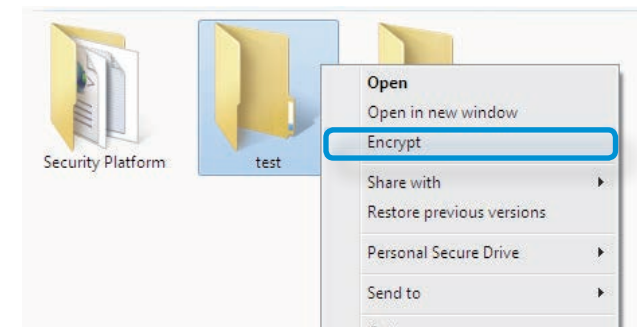 Security Platform
test
Open
Open in new window
Encrypt
Share with
Restore previous versions
Personal Secure Drive
Send to